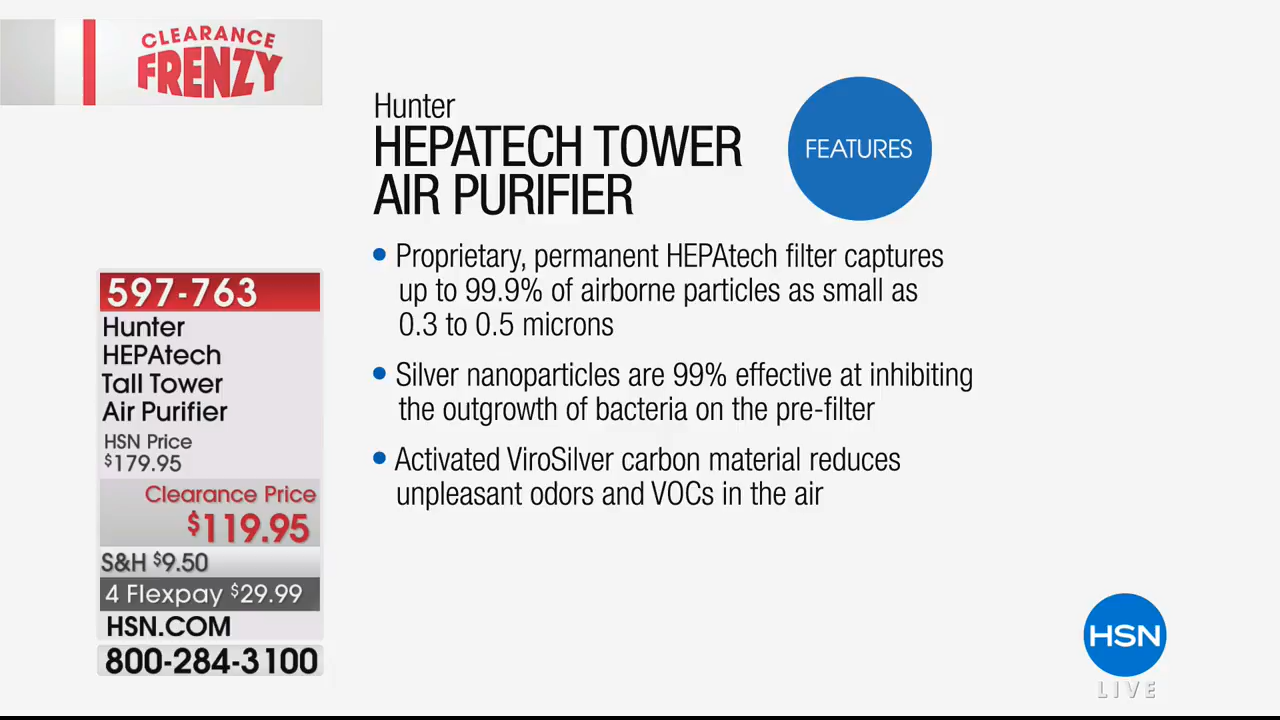 CLEARANCE
FRENZY
Hunter
HEPATECH TOWER
AIR PURIFIER
FEATURES
• Proprietary, permanent HEPAtech filter captures
up to 99.9% of airborne particles as small as
0.3 to 0.5 microns
• Silver nanoparticles are 99% effective at inhibiting
the outgrowth of bacteria on the pre-filter
• Activated ViroSilver carbon material reduces
unpleasant odors and VOCs in the air
597-763
Hunter
HEPAtech
Tall Tower
Air Purifier
HSN Price
$179.95
Clearance Price
$119.95
S&H $9.50
4 Flexpay $29.99
HSN.COM
800-284-3100
HSN
LIVE